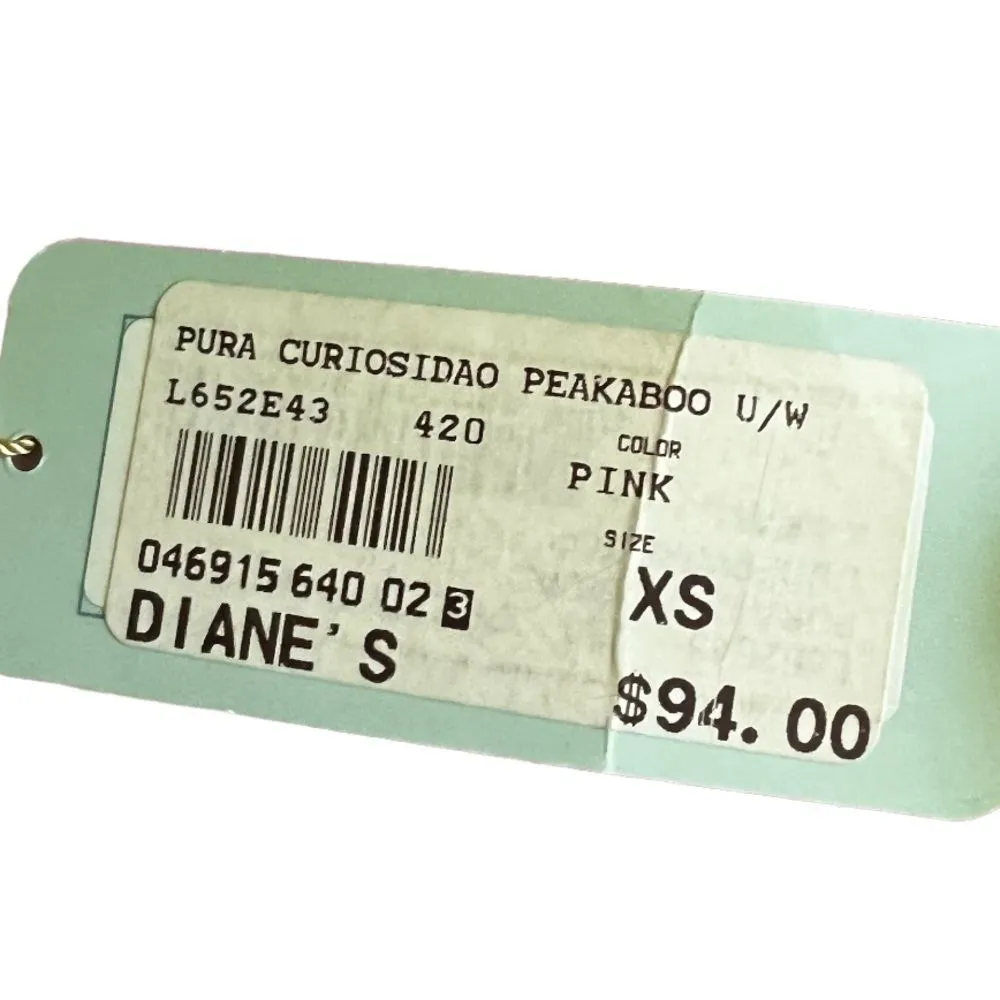 PURA CURIOSIDAO PEAKABOO U/W
L652E43 420
COLOR
PINK
SIZE
XS
046915 640 02 3
DIANE'S
$94.00